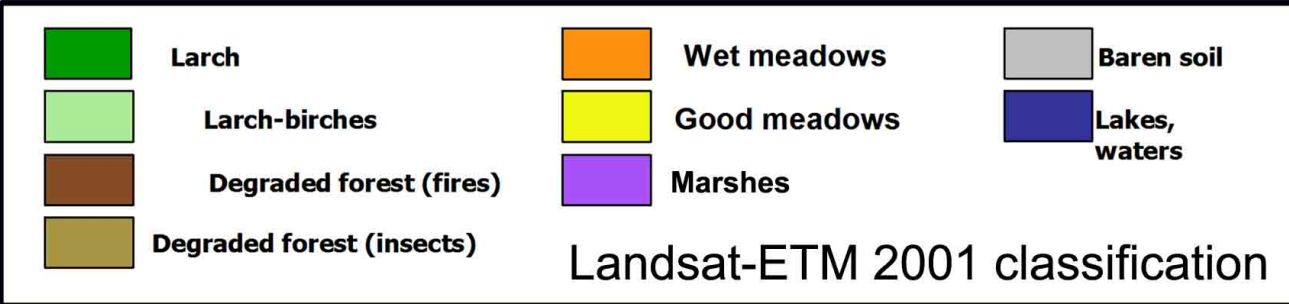 Larch
Larch-birches
Degraded forest (fires)
Degraded forest (insects)
Wet meadows
Good meadows
Marshes
Baren soil
Lakes,
waters
Landsat-ETM 2001 classification